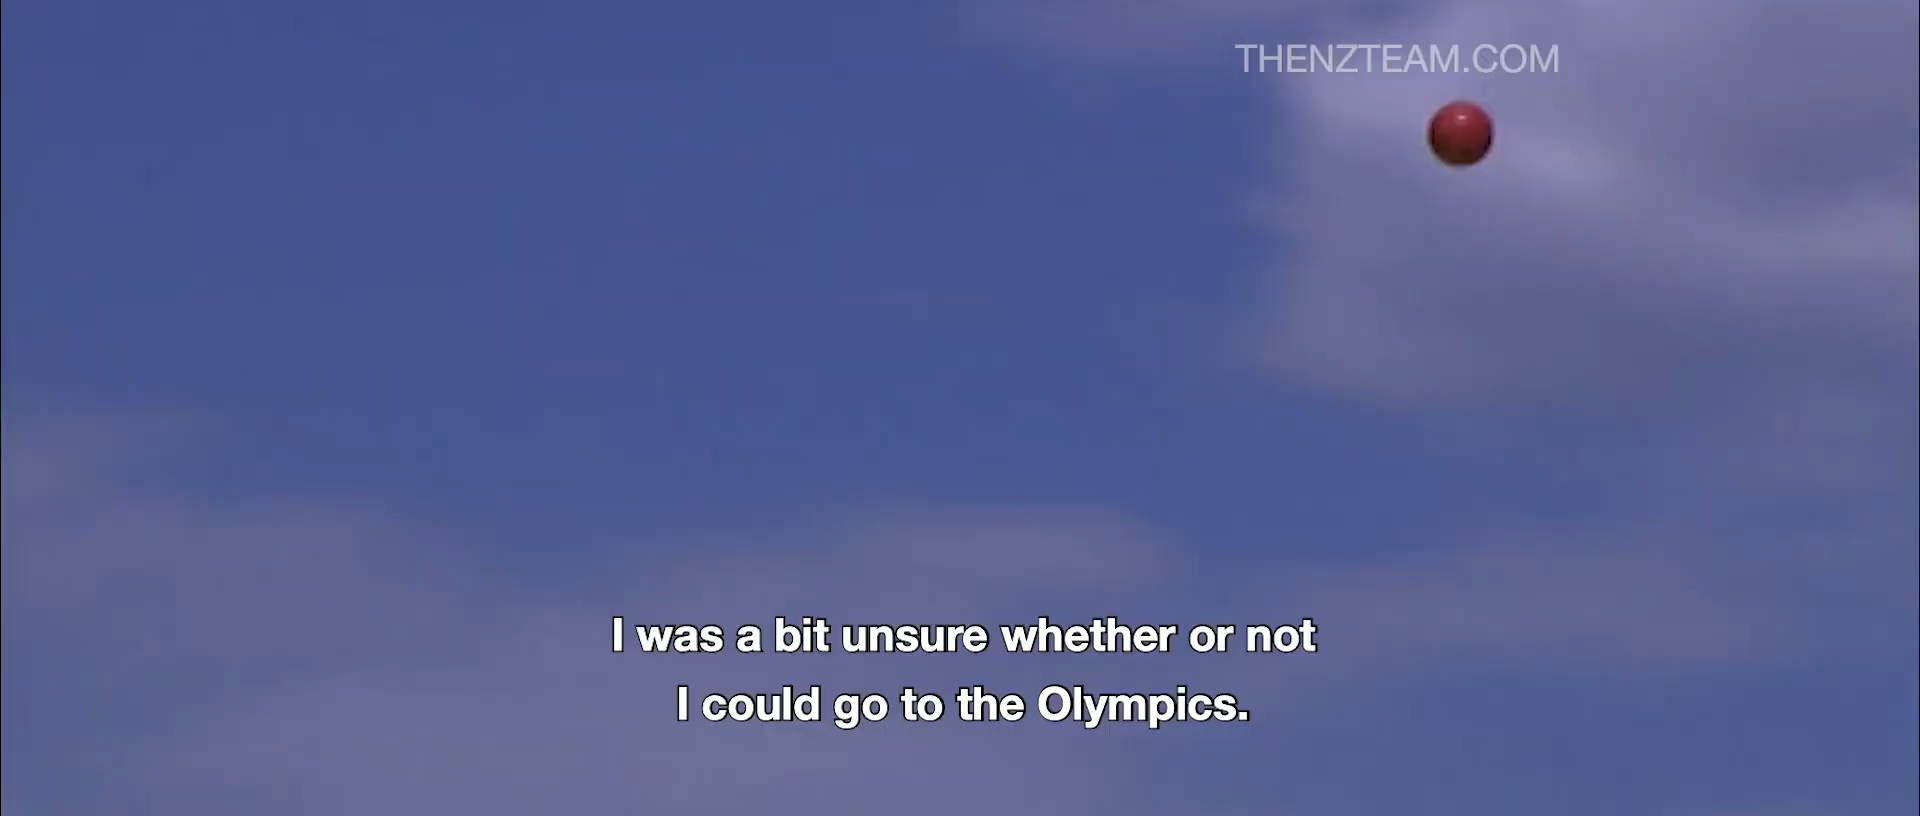 THENZTEAM.COM
I was a bit unsure whether or not
I could go to the Olympics.